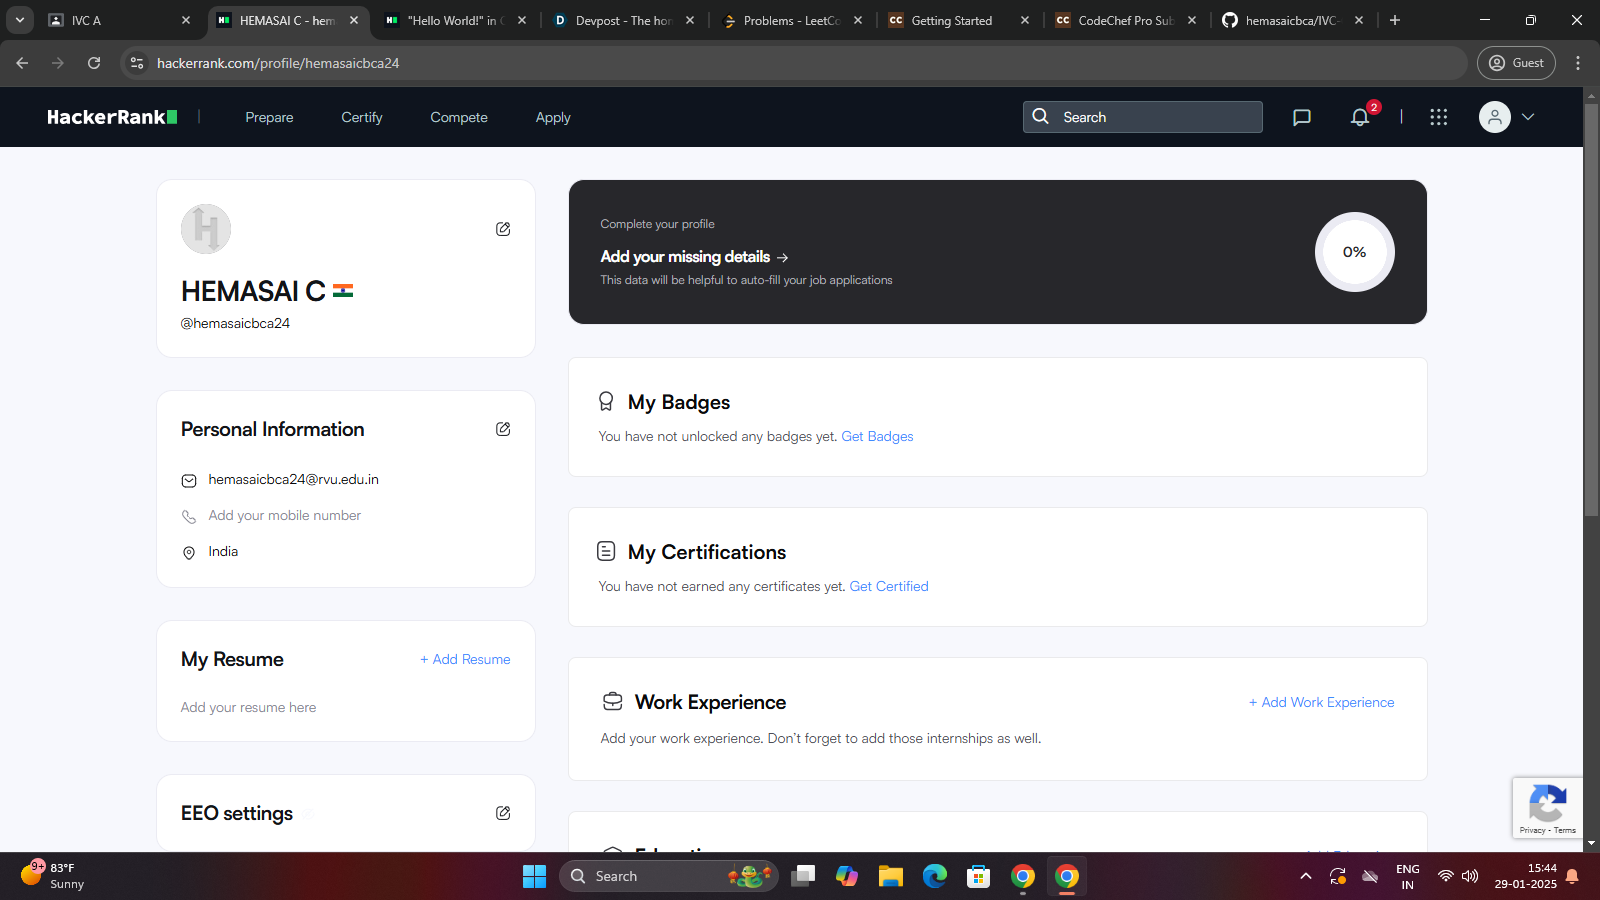 IVC A
HEMASAI C - hem
"Hello World!" in C
Devpost - The hor
Problems - LeetCo
Getting Started
CodeChef Pro Sub
hemasaicbca/IVC-
hackerrank.com/profile/hemasaicbca24
Guest
HackerRank
Prepare
Certify
Compete
Apply
Search
2
HEMASAI C
@hemasaicbca24
Complete your profile
Add your missing details →
This data will be helpful to auto-fill your job applications
0%
Personal Information
hemasaicbca24@rvu.edu.in
Add your mobile number
India
My Badges
You have not unlocked any badges yet. Get Badges
My Certifications
You have not earned any certificates yet. Get Certified
My Resume
+ Add Resume
Add your resume here
Work Experience
+ Add Work Experience
Add your work experience. Don't forget to add those internships as well.
EEO settings
Privacy - Terms
9+
83°F
Sunny
Search
ENG
IN
15:44
29-01-2025